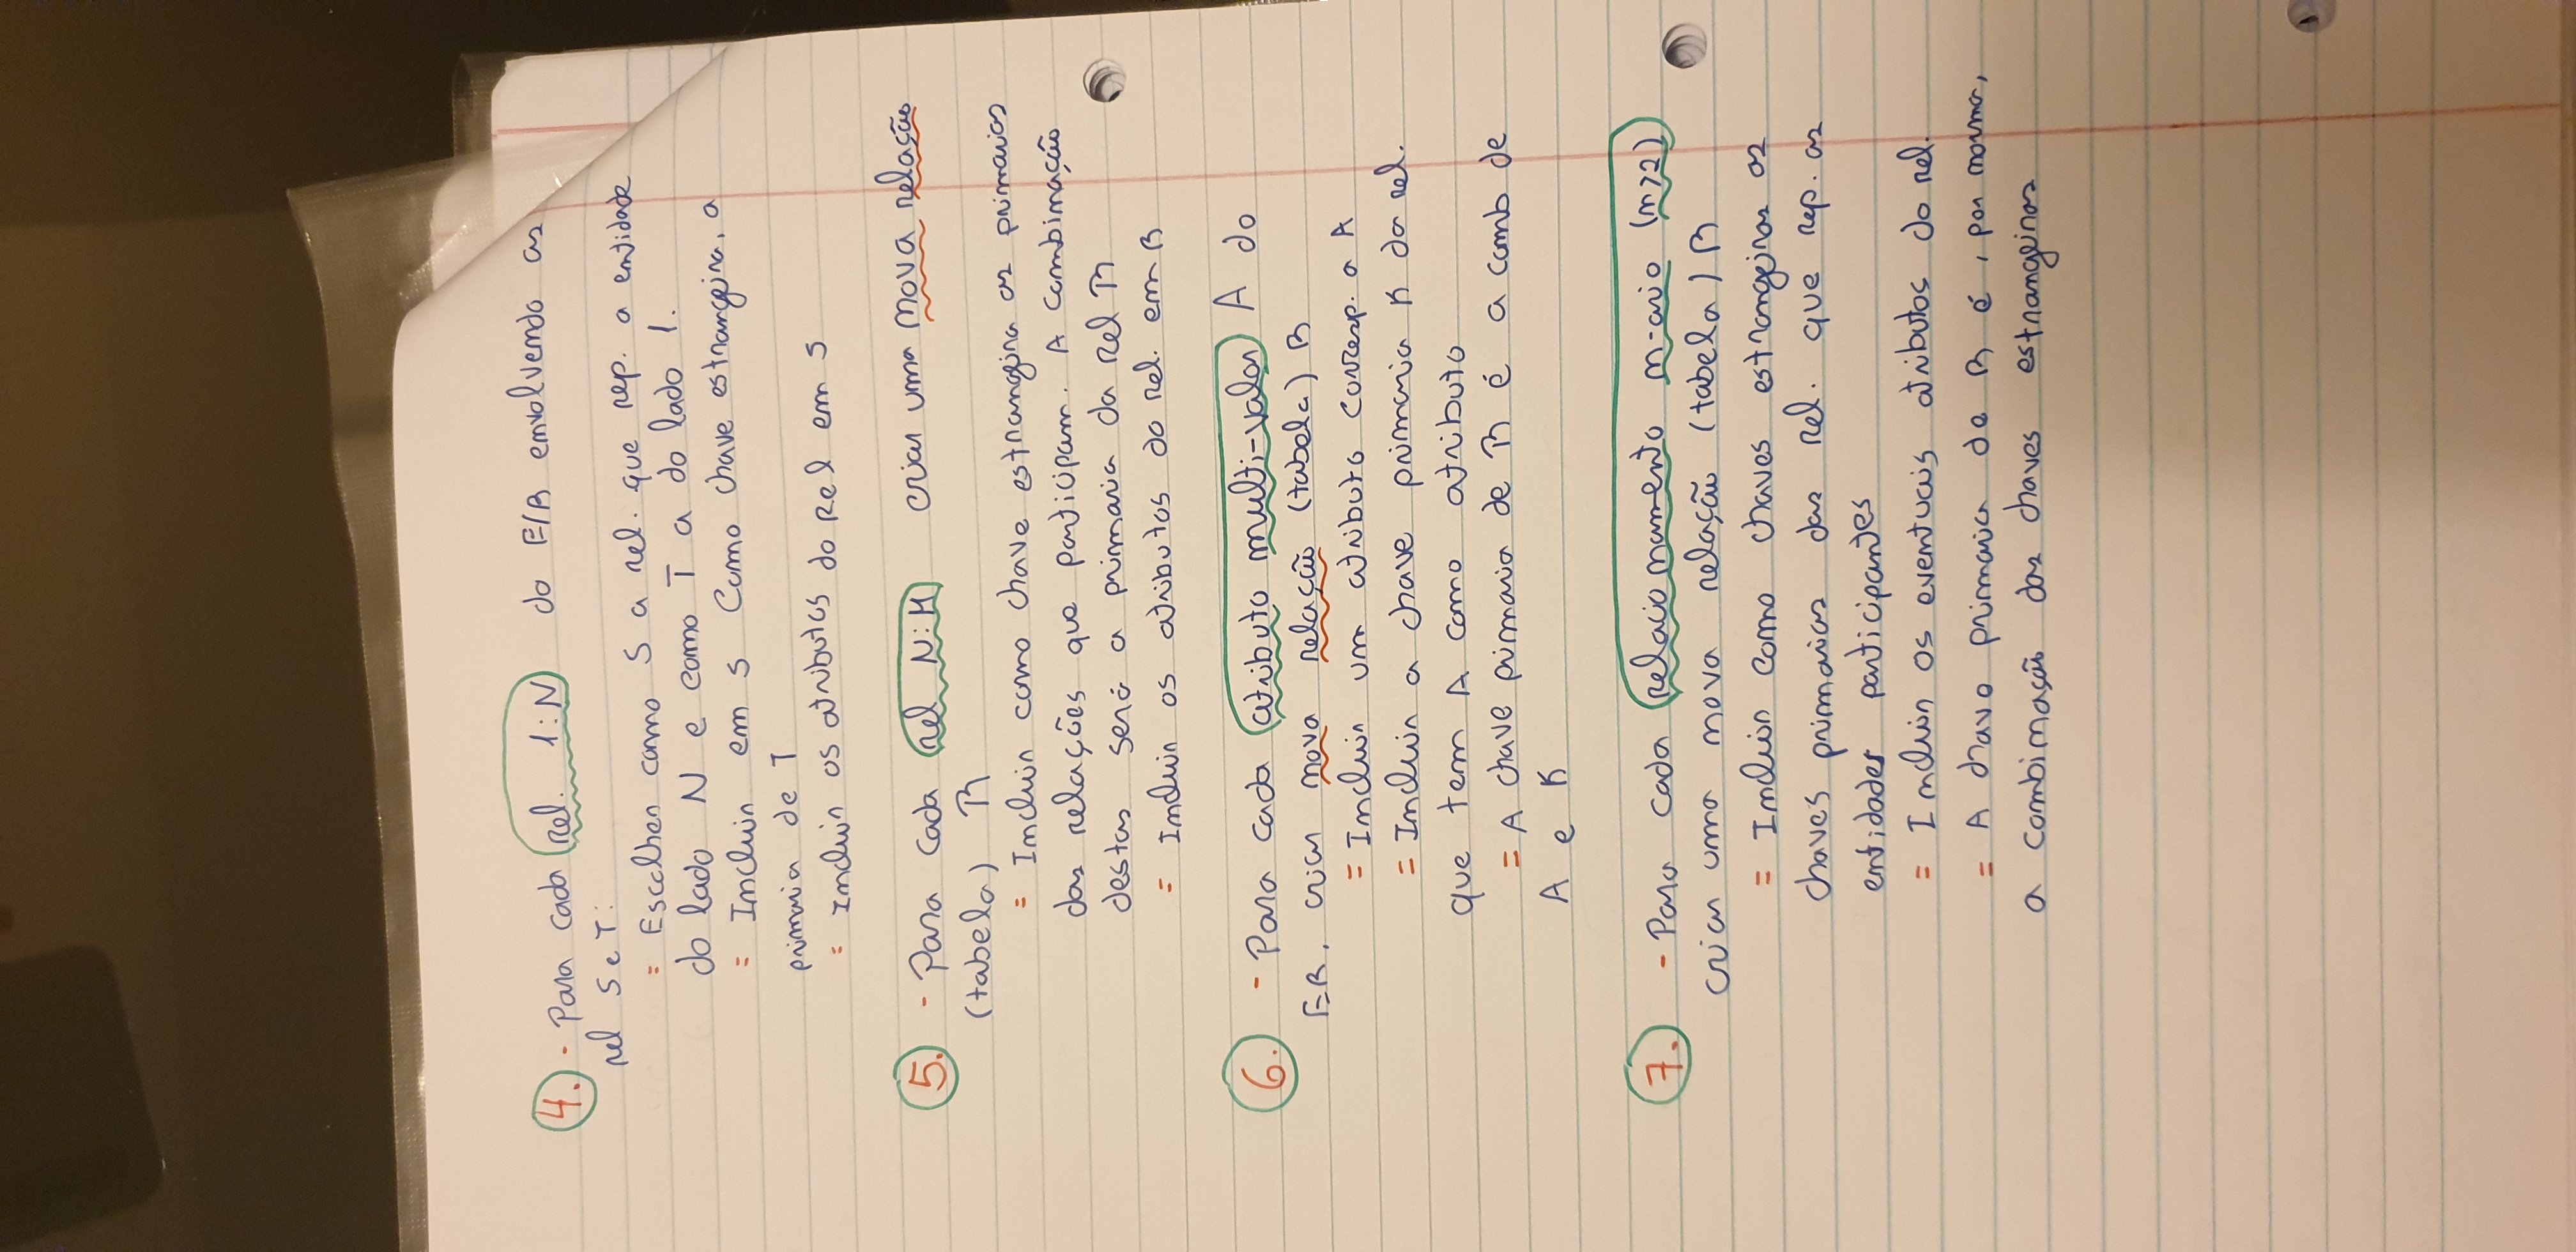 4. - Para cada rel. 1:N do E/R envolvendo as
rel S e T:
= Escolher como S a rel. que rep. a entidade
do lado N e como T a do lado 1.
= Incluir em S como chave estrangeira, a
primaria de T
= Incluir os atributos do Rel em S
5. - Para cada rel N:M criar uma nova relação
(tabela) R
= Incluir como chave estrangeira as primarias
das relações que participam. A combinação
destas será a primaria da rel R
= Incluir os atributos do rel. em R
6. - Para cada atributo multi-valor A do
ER, criar nova relação (tabela) R
= Incluir um atributo corresp. a A
= Incluir a chave primaria K da rel.
que tem A como atributo
= A chave primaria de R é a comb de
A e K
7. - Para cada relacionamento n-ario (n>2)
criar uma nova relação (tabela) R
= Incluir como chaves estrangeiras as
chaves primarias das rel. que rep. as
entidades participantes
= Incluir os eventuais atributos do rel.
= A chave primaria de R é, por norma,
a combinação das chaves estrangeiras